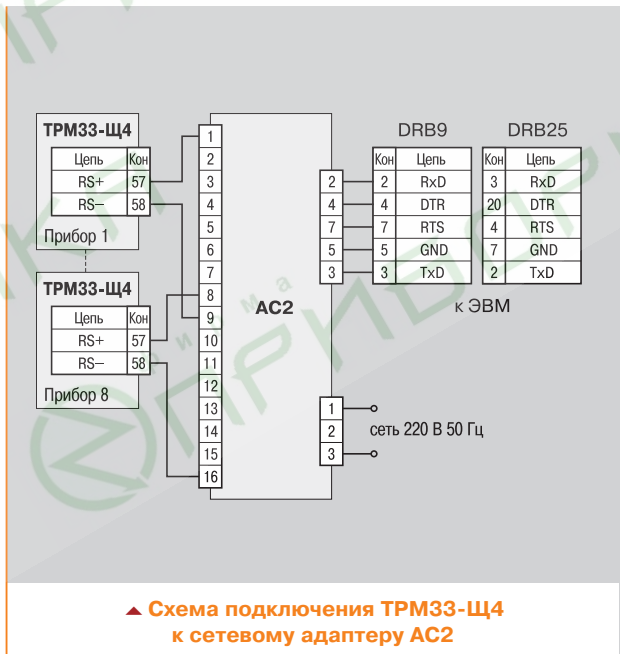 ТРМ33-Щ4
Цепь Кон
RS+ 57
RS– 58
Прибор 1
ТРМ33-Щ4
Цепь Кон
RS+ 57
RS– 58
Прибор 8
1
2
3
4
5
6
7
8
9
10
11
12
13
14
15
16
АС2
2
4
7
5
3
1
2
3
DRB9
Кон Цепь
2 RxD
4 DTR
7 RTS
5 GND
3 TxD
DRB25
Кон Цепь
3 RxD
20 DTR
4 RTS
7 GND
2 TxD
к ЭВМ
сеть 220 В 50 Гц
фирма
ПРИБОР
▲ Схема подключения ТРМ33-Щ4
к сетевому адаптеру АС2